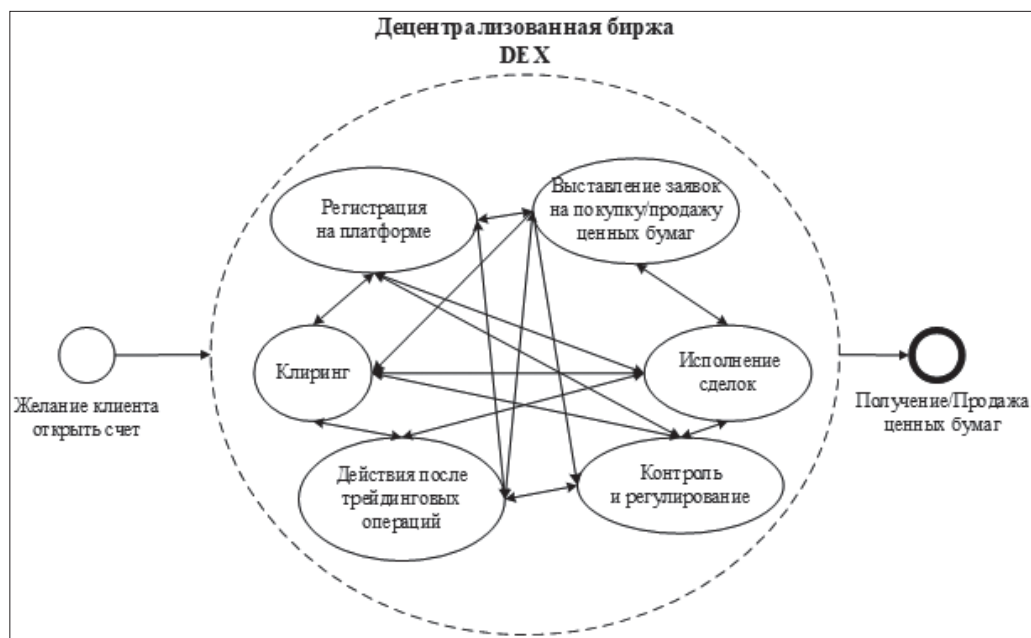 Децентрализованная биржа
DEX
Регистрация
на платформе
Выставление заявок
на покупку/продажу
ценных бумаг
Клиринг
Исполнение
сделок
Желание клиента
открыть счет
Получение/Продажа
ценных бумаг
Действия после
трейдинговых
операций
Контроль
и регулирование